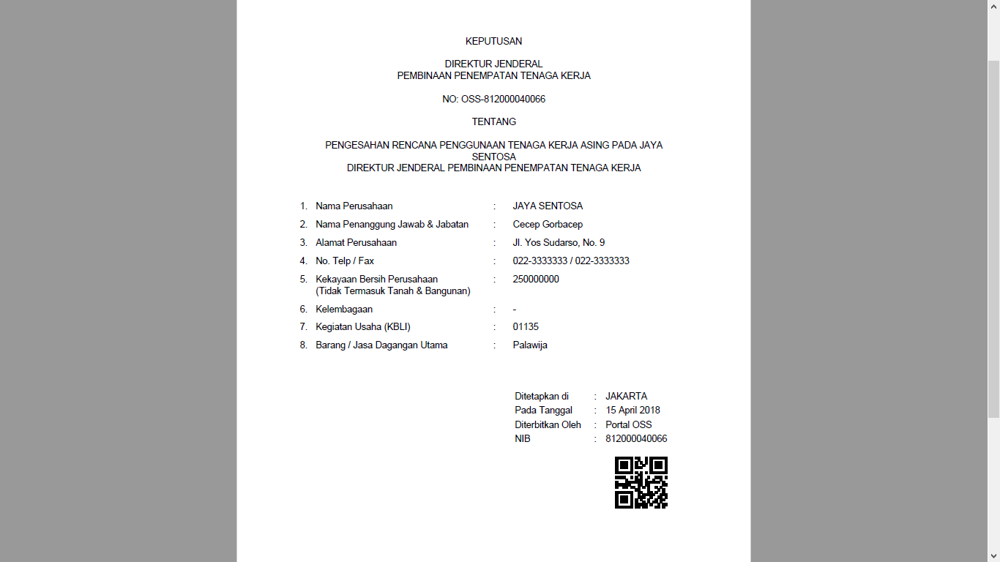 KEPUTUSAN
DIREKTUR JENDERAL
PEMBINAAN PENEMPATAN TENAGA KERJA
NO: OSS-812000040066
TENTANG
PENGESAHAN RENCANA PENGGUNAAN TENAGA KERJA ASING PADA JAYA
SENTOSA
DIREKTUR JENDERAL PEMBINAAN PENEMPATAN TENAGA KERJA
1. Nama Perusahaan : JAYA SENTOSA
2. Nama Penanggung Jawab & Jabatan : Cecep Gorbacep
3. Alamat Perusahaan : Jl. Yos Sudarso, No. 9
4. No. Telp / Fax : 022-3333333 / 022-3333333
5. Kekayaan Bersih Perusahaan : 250000000
(Tidak Termasuk Tanah & Bangunan)
6. Kelembagaan : -
7. Kegiatan Usaha (KBLI) : 01135
8. Barang / Jasa Dagangan Utama : Palawija
Ditetapkan di : JAKARTA
Pada Tanggal : 15 April 2018
Diterbitkan Oleh : Portal OSS
NIB : 812000040066